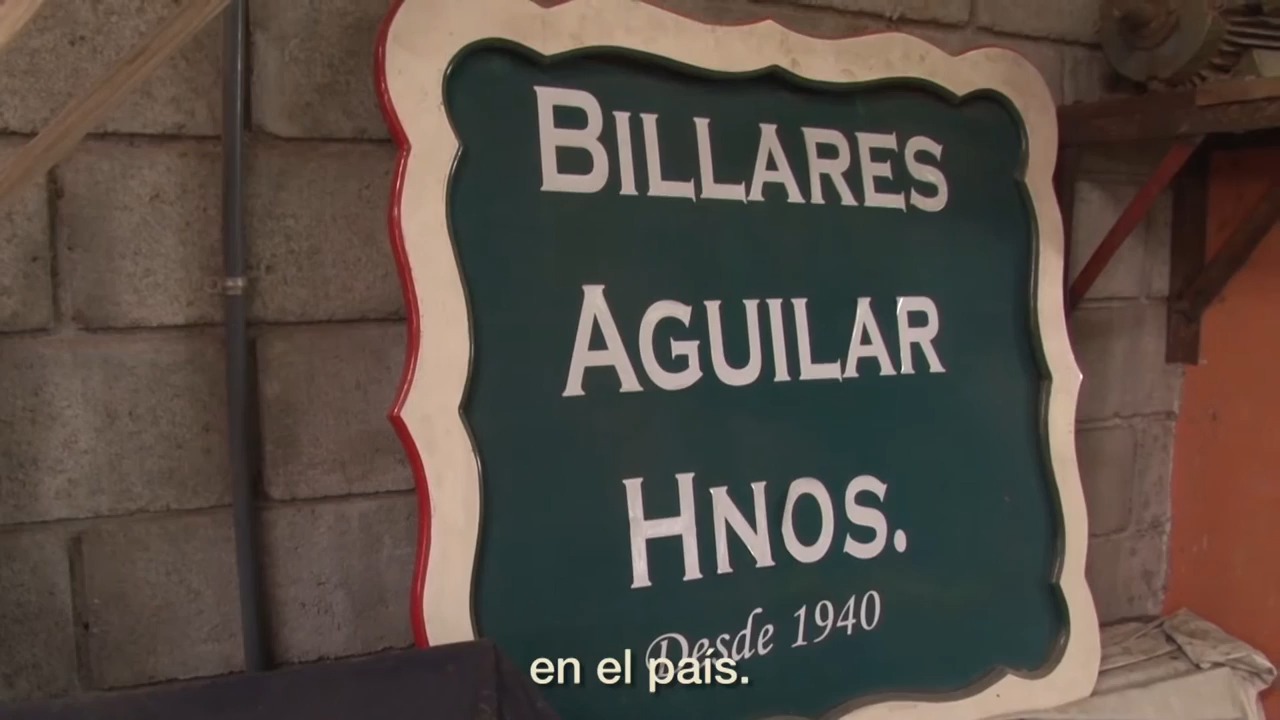 BILLARES
AGUILAR
HNOS.
Desde 1940
en el país.